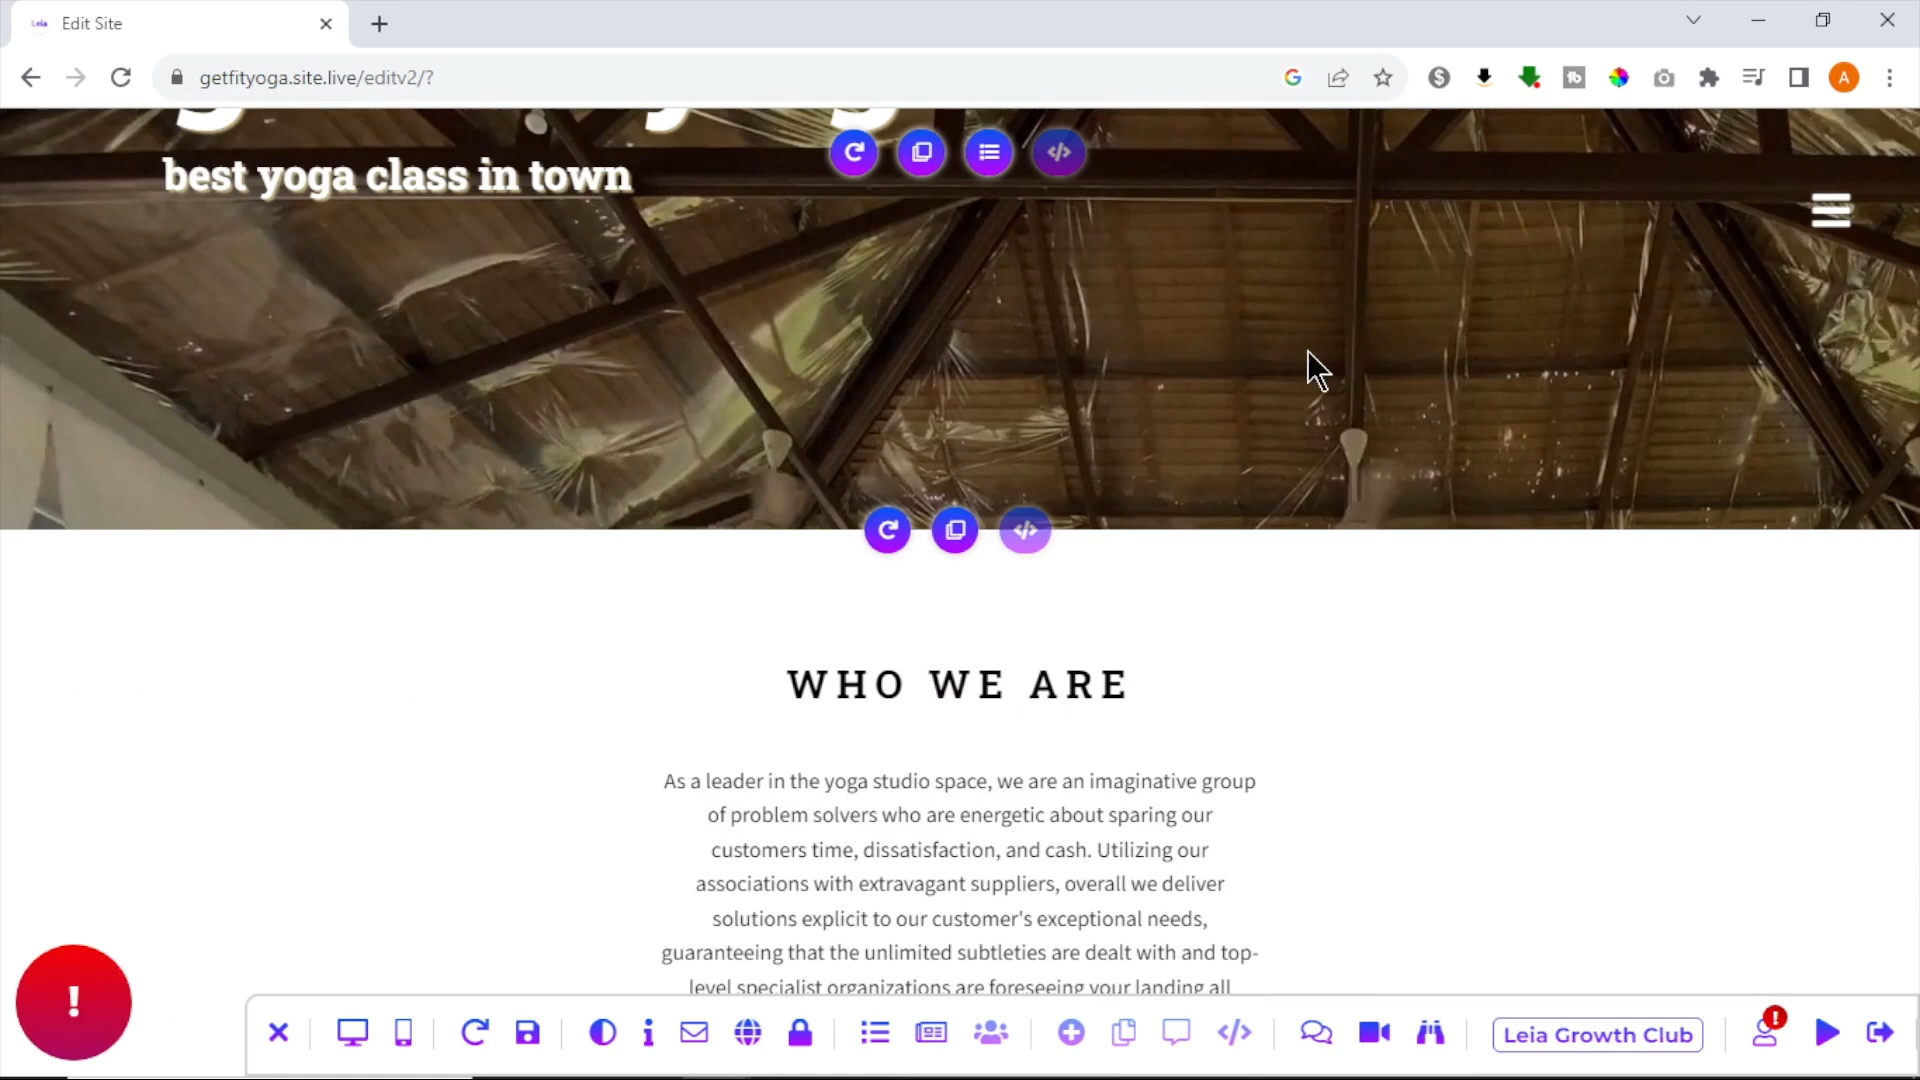 Leia
Edit Site
getfityoga.site.live/editv2/?
A
best yoga class in town
WHO WE ARE
As a leader in the yoga studio space, we are an imaginative group
of problem solvers who are energetic about sparing our
customers time, dissatisfaction, and cash. Utilizing our
associations with extravagant suppliers, overall we deliver
solutions explicit to our customer's exceptional needs,
guaranteeing that the unlimited subtleties are dealt with and top-
level specialist organizations are foreseeing your landing all
!
Leia Growth Club
!